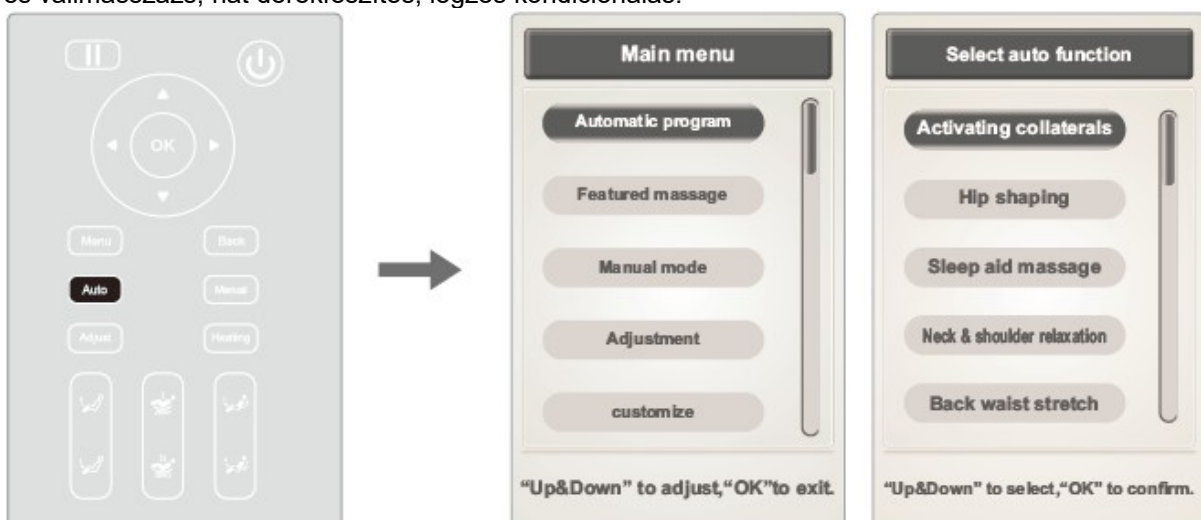 és vállmasszázs, hát derékfeszítés, légzés kondicionálás.
OK
Menu
Back
Auto
Manual
Adjust
Heating
Main menu
Automatic program
Featured massage
Manual mode
Adjustment
customize
“Up&Down” to adjust,“OK”to exit.
Select auto function
Activating collaterals
Hip shaping
Sleep aid massage
Neck & shoulder relaxation
Back waist stretch
“Up&Down” to select,“OK” to confirm.